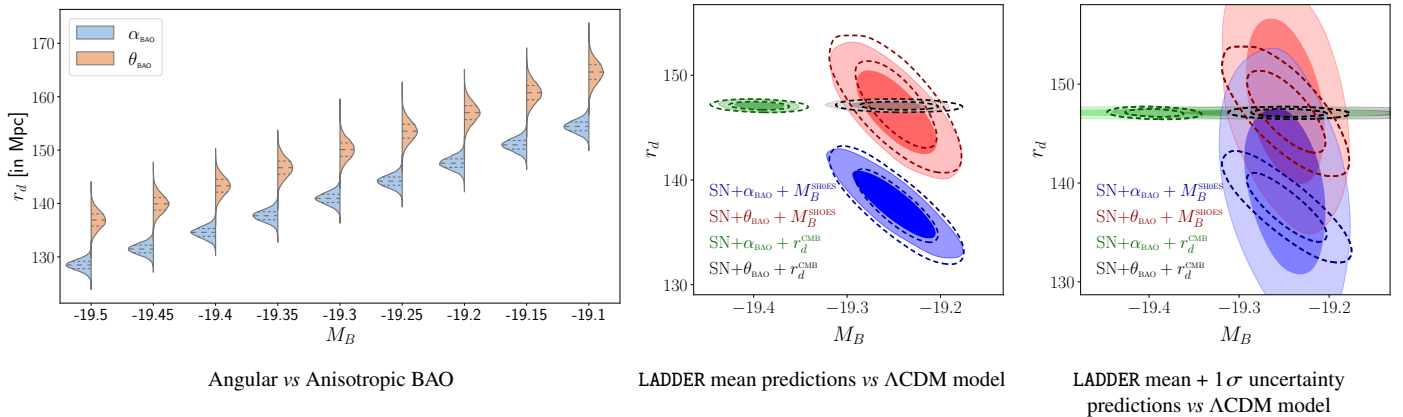 α_BAO
θ_BAO
r_d [in Mpc]
170
160
150
140
130
-19.5 -19.45 -19.4 -19.35 -19.3 -19.25 -19.2 -19.15 -19.1
M_B
Angular vs Anisotropic BAO
r_d
150
140
130
SN+α_BAO + M_B^SH0ES
SN+θ_BAO + M_B^SH0ES
SN+α_BAO + r_d^CMB
SN+θ_BAO + r_d^CMB
−19.4 −19.3 −19.2
M_B
LADDER mean predictions vs ΛCDM model
r_d
150
140
130
SN+α_BAO + M_B^SH0ES
SN+θ_BAO + M_B^SH0ES
SN+α_BAO + r_d^CMB
SN+θ_BAO + r_d^CMB
−19.4 −19.3 −19.2
M_B
LADDER mean + 1σ uncertainty
predictions vs ΛCDM model